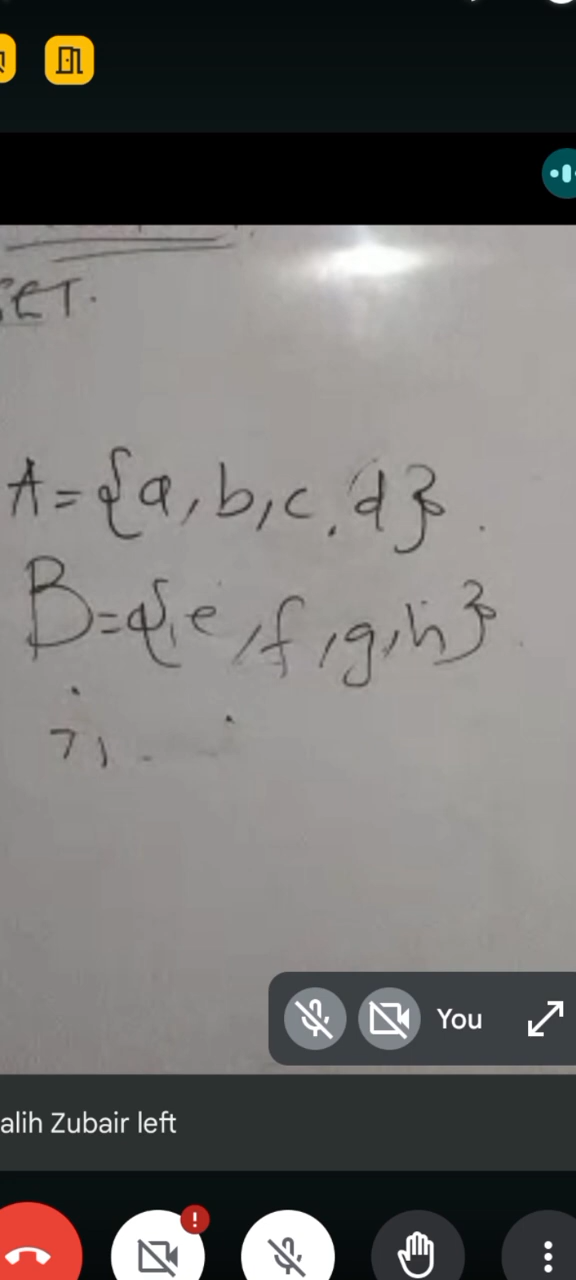 SET.
A={a,b,c,d}.
B={e,f,g,h}.
You
alih Zubair left